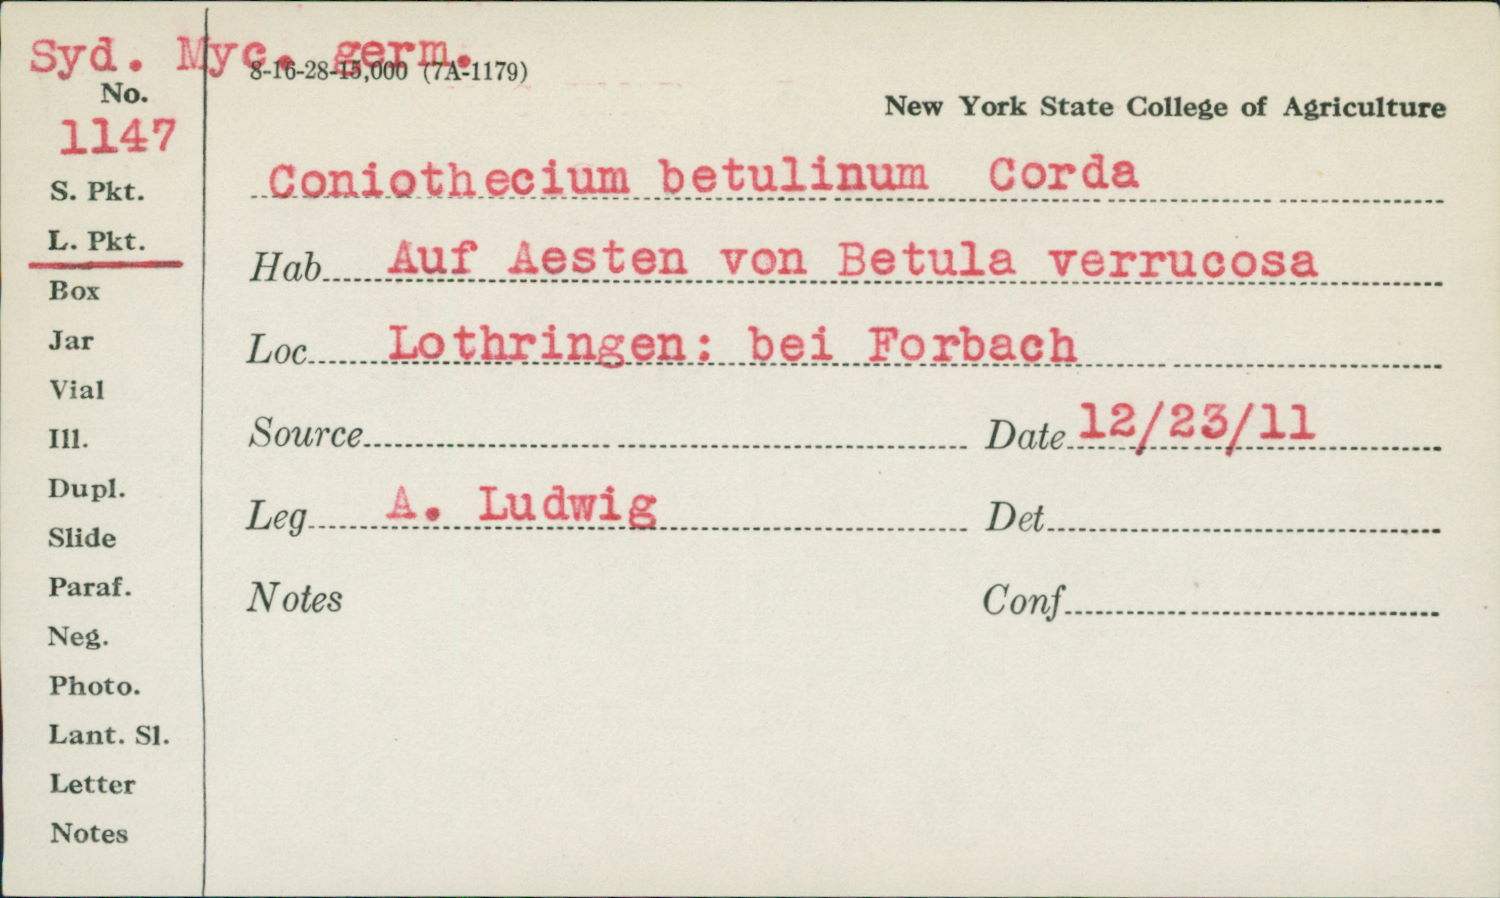 Syd. Myc. germ.
8-16-28-15,000 (7A-1179)
No.
1147
New York State College of Agriculture
S. Pkt.
Coniothecium betulinum Corda
L. Pkt.
Hab Auf Aesten von Betula verrucosa
Box
Jar
Loc Lothringen: bei Forbach
Vial
Ill.
Source Date 12/23/11
Dupl.
Leg A. Ludwig Det
Slide
Paraf.
Notes Conf
Neg.
Photo.
Lant. Sl.
Letter
Notes